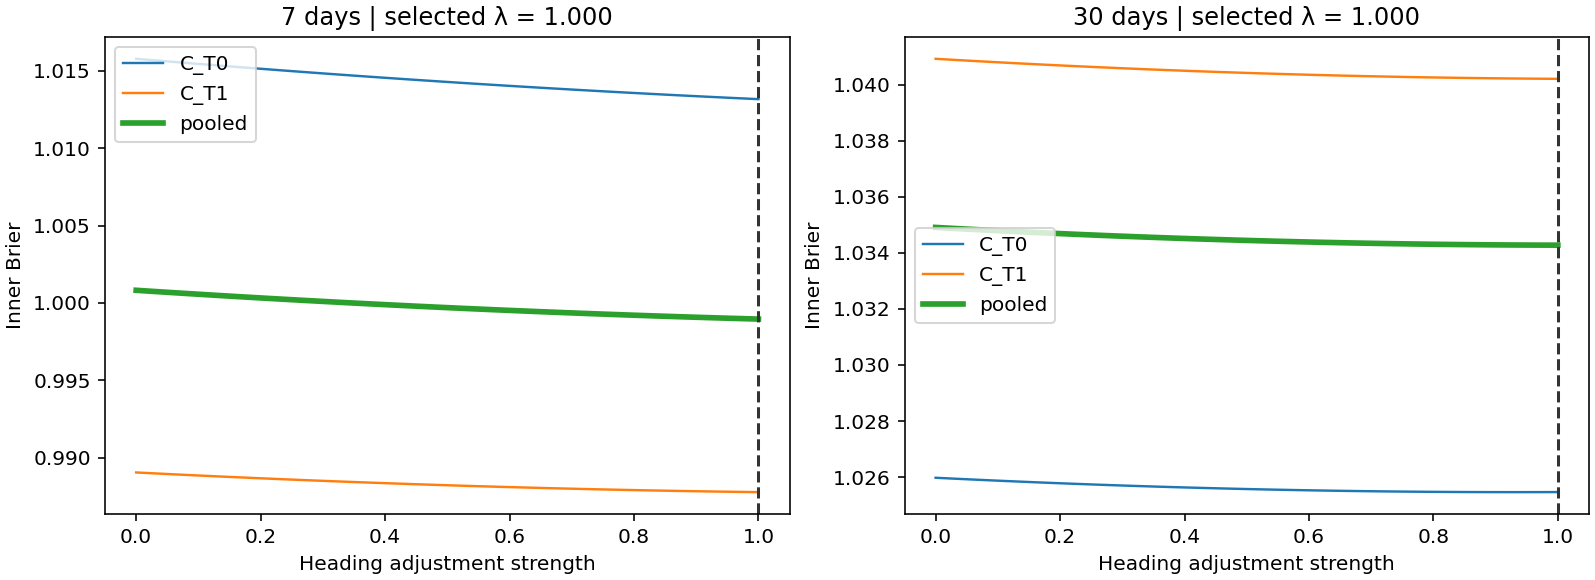 7 days | selected λ = 1.000
1.015
1.010
1.005
1.000
0.995
0.990
Inner Brier
C_T0
C_T1
pooled
0.0 0.2 0.4 0.6 0.8 1.0
Heading adjustment strength
30 days | selected λ = 1.000
1.040
1.038
1.036
1.034
1.032
1.030
1.028
1.026
Inner Brier
C_T0
C_T1
pooled
0.0 0.2 0.4 0.6 0.8 1.0
Heading adjustment strength